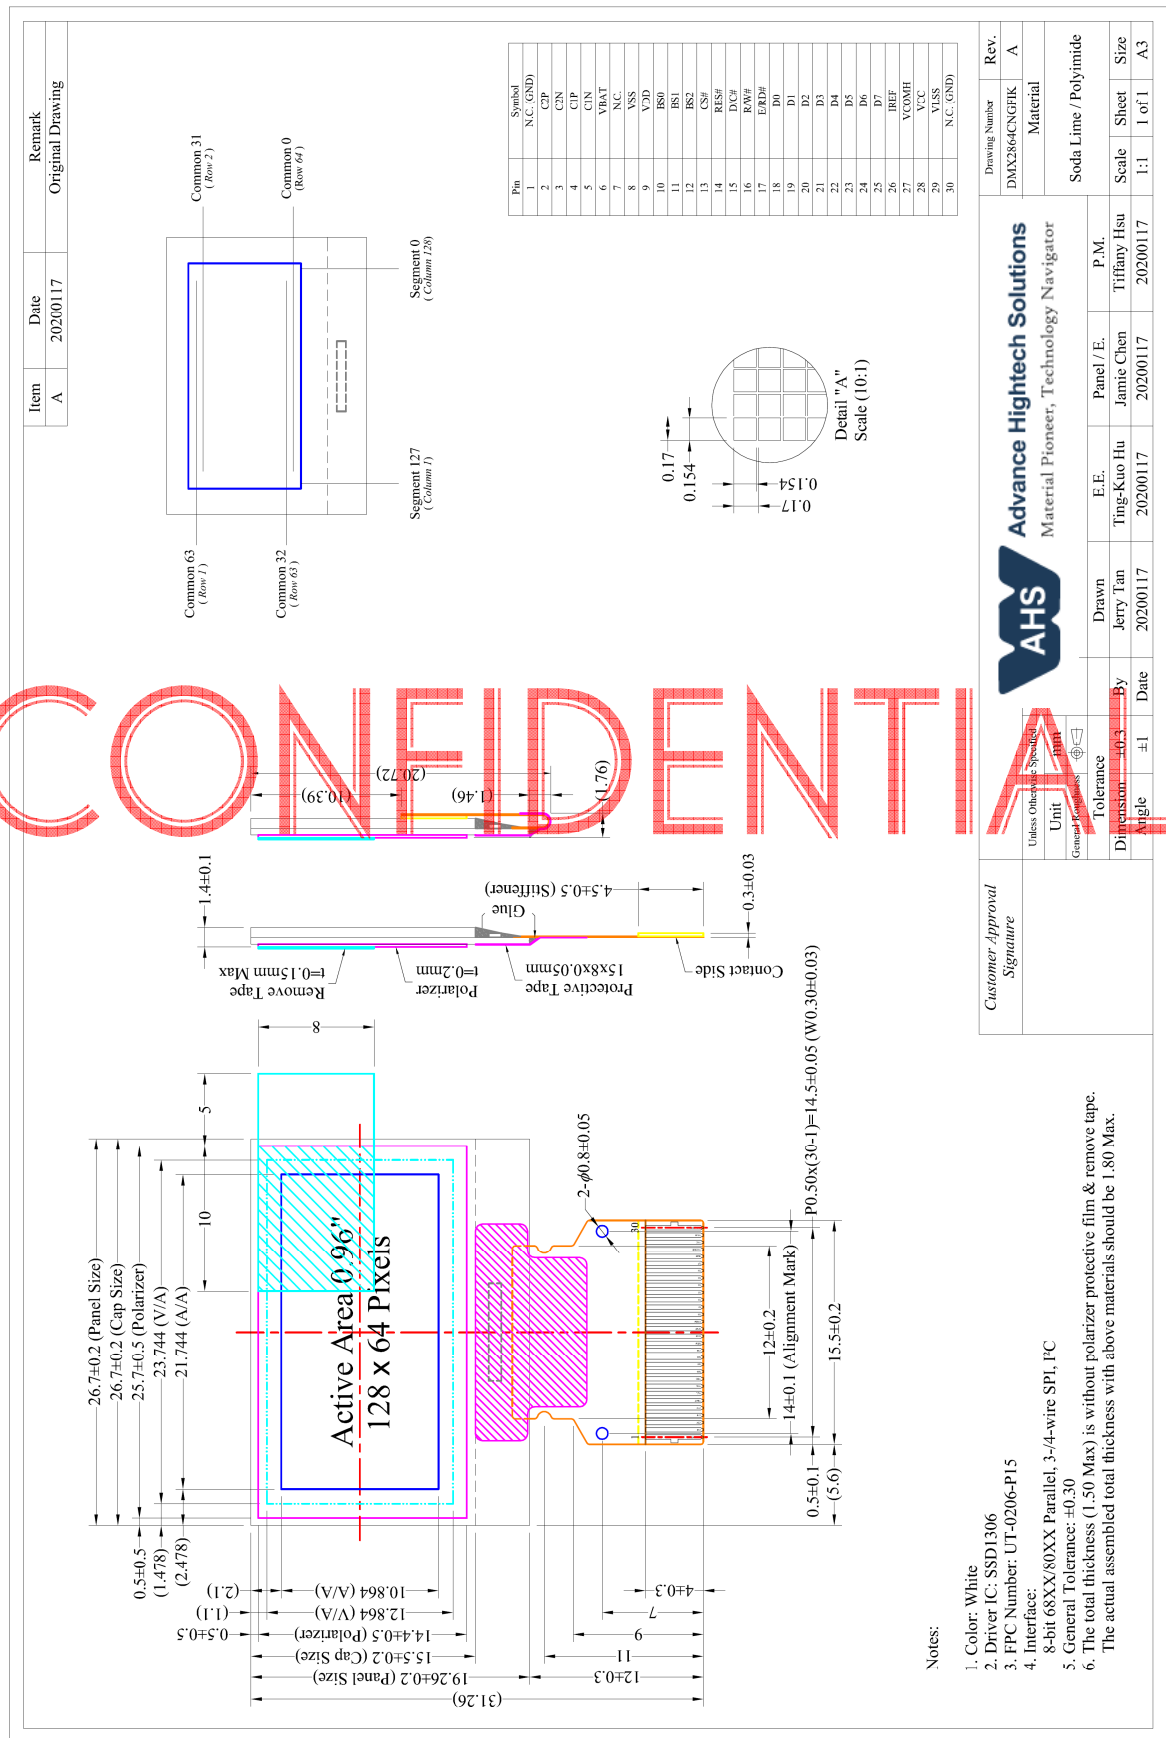 Item Date Remark
A 20200117 Original Drawing
Common 63
( Row 1 )
Common 32
( Row 63 )
Common 31
( Row 2 )
Common 0
(Row 64 )
Segment 127
( Column 1 )
Segment 0
( Column 128)
Pin Symbol
1 N.C. (GND)
2 C2P
3 C2N
4 C1P
5 C1N
6 VBAT
7 N.C.
8 VSS
9 VDD
10 BS0
11 BS1
12 BS2
13 CS#
14 RES#
15 D/C#
16 R/W#
17 E/RD#
18 D0
19 D1
20 D2
21 D3
22 D4
23 D5
24 D6
25 D7
26 IREF
27 VCOMH
28 VCC
29 VLSS
30 N.C. (GND)
0.17
0.154
0.154
0.17
Detail "A"
Scale (10:1)
CONFIDENTIAL
(20.72)
(10.39)
(1.46)
(1.76)
1.4±0.1
4.5±0.5 (Stiffener)
Glue
0.3±0.03
Remove Tape
t=0.15mm Max
Polarizer
t=0.2mm
Protective Tape
15x8x0.05mm
Contact Side
26.7±0.2 (Panel Size)
26.7±0.2 (Cap Size)
25.7±0.5 (Polarizer)
23.744 (V/A)
21.744 (A/A)
0.5±0.5
(1.478)
(2.478)
10
5
8
Active Area 0.96"
128 x 64 Pixels
0.5±0.5
(1.1)
(2.1)
10.864 (A/A)
12.864 (V/A)
14.4±0.5 (Polarizer)
15.5±0.2 (Cap Size)
19.26±0.2 (Panel Size)
(31.26)
4±0.3
7
9
11
12±0.3
2-ϕ0.8±0.05
30
12±0.2
14±0.1 (Alignment Mark)
P0.50x(30-1)=14.5±0.05 (W0.30±0.03)
0.5±0.1
15.5±0.2
(5.6)
Notes:
1. Color: White
2. Driver IC: SSD1306
3. FPC Number: UT-0206-P15
4. Interface:
8-bit 68XX/80XX Parallel, 3-/4-wire SPI, I²C
5. General Tolerance: ±0.30
6. The total thickness (1.50 Max) is without polarizer protective film & remove tape.
The actual assembled total thickness with above materials should be 1.80 Max.
Customer Approval
Signature
Unless Otherwise Specified
Unit mm
General Roughness
Tolerance
Dimension ±0.3
Angle ±1
AHS
Advance Hightech Solutions
Material Pioneer, Technology Navigator
Drawn E.E. Panel / E. P.M.
By Jerry Tan Ting-Kuo Hu Jamie Chen Tiffany Hsu
Date 20200117 20200117 20200117 20200117
Drawing Number Rev.
DMX2864CNGFIK A
Material
Soda Lime / Polyimide
Scale Sheet Size
1:1 1 of 1 A3